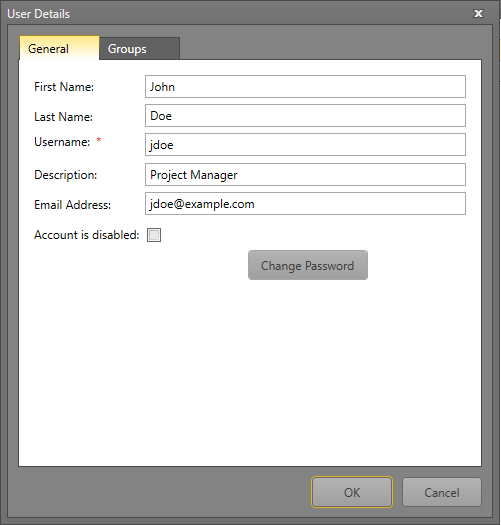 User Details
General Groups
First Name: John
Last Name: Doe
Username: * jdoe
Description: Project Manager
Email Address: jdoe@example.com
Account is disabled:
Change Password
OK Cancel